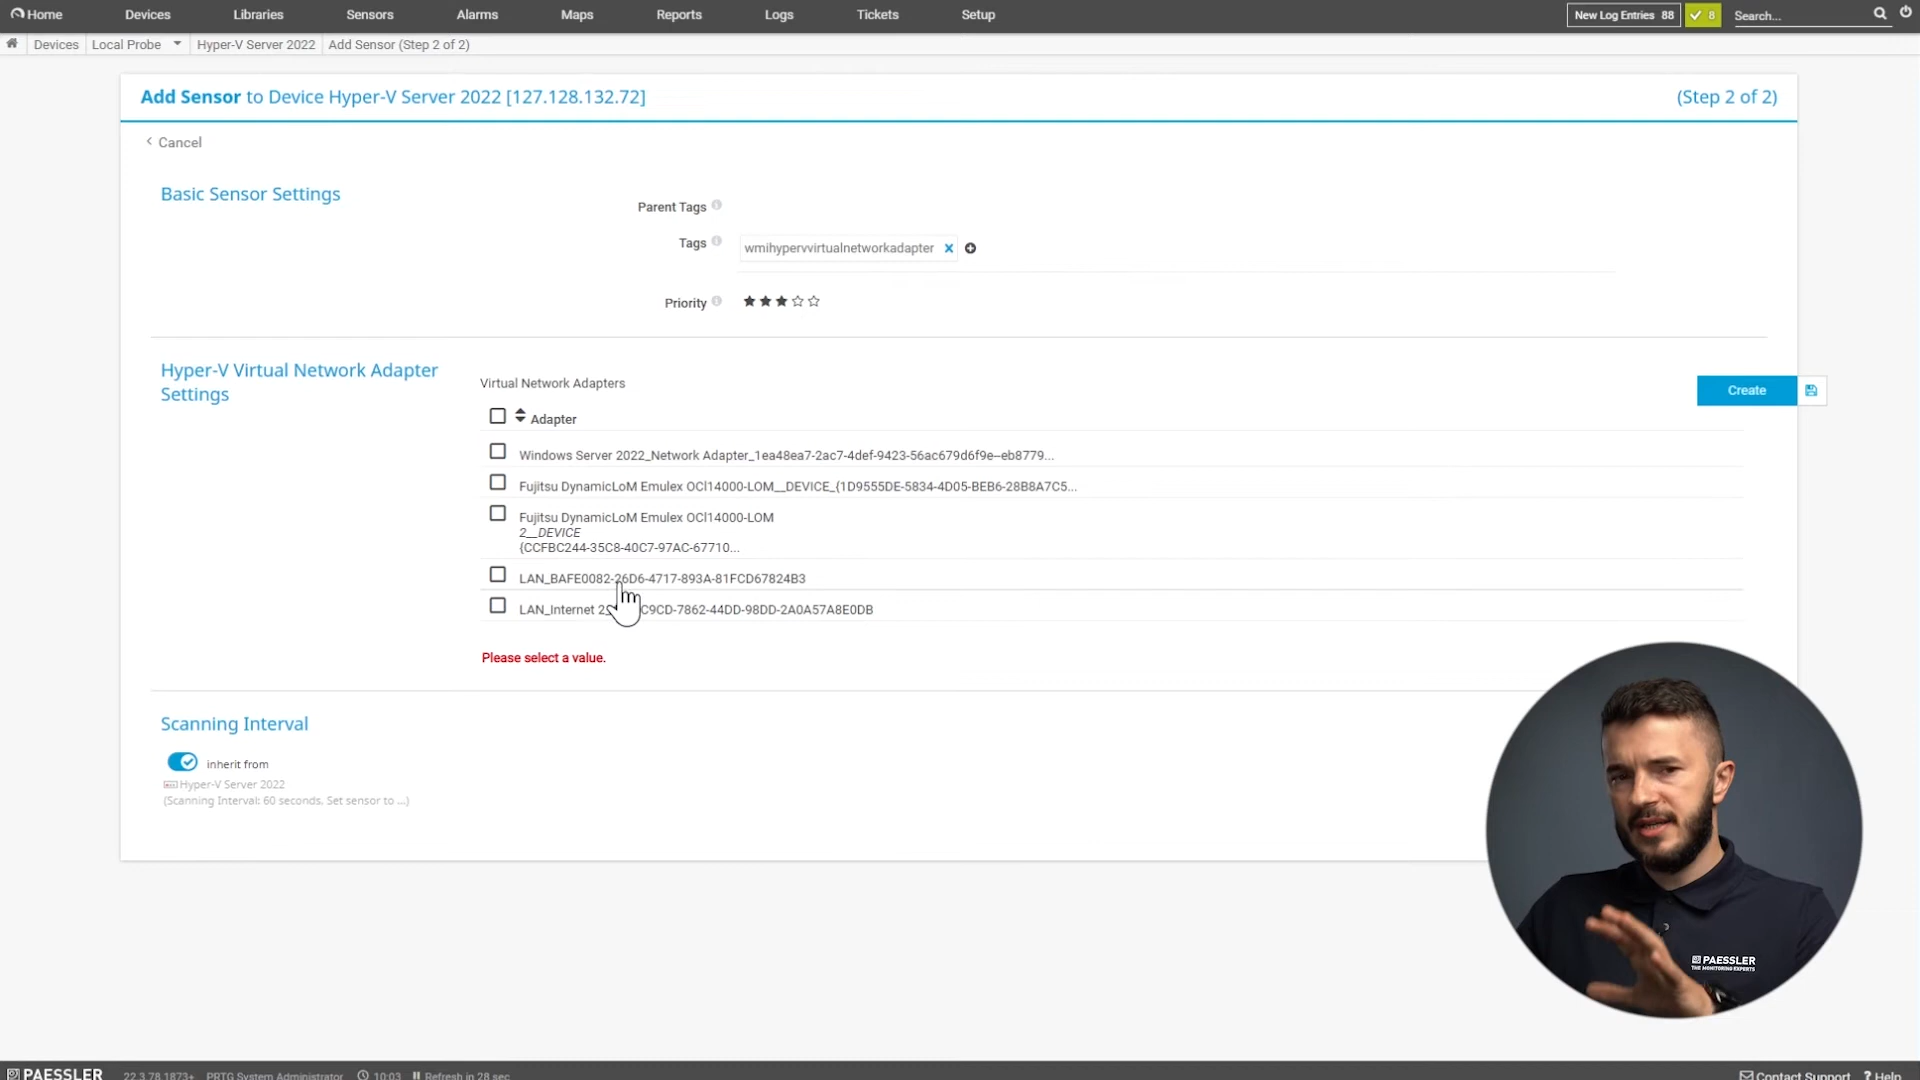 Home Devices Libraries Sensors Alarms Maps Reports Logs Tickets Setup New Log Entries 88 8 Search...
Devices Local Probe Hyper-V Server 2022 Add Sensor (Step 2 of 2)
Add Sensor to Device Hyper-V Server 2022 [127.128.132.72] (Step 2 of 2)
Cancel
Basic Sensor Settings
Parent Tags
Tags wmihypervvirtualnetworkadapter
Priority
Hyper-V Virtual Network Adapter
Settings
Virtual Network Adapters
Create
Adapter
Windows Server 2022_Network Adapter_1ea48ea7-2ac7-4def-9423-56ac679d6f9e--eb8779...
Fujitsu DynamicLoM Emulex OCl14000-LOM__DEVICE_{1D9555DE-5834-4D05-BEB6-28B8A7C5...
Fujitsu DynamicLoM Emulex OCl14000-LOM
2__DEVICE
{CCFBC244-35C8-40C7-97AC-67710...
LAN_BAFE0082-26D6-4717-893A-81FCD67824B3
LAN_Internet
Please select a value.
Scanning Interval
inherit from
Hyper-V Server 2022
(Scanning Interval: 60 seconds. Set sensor to ...)
PAESSLER
THE MONITORING EXPERTS
PAESSLER 22.3.78.1873+ PRTG System Administrator 10:03 Refresh in 28 sec Contact Support ? Help